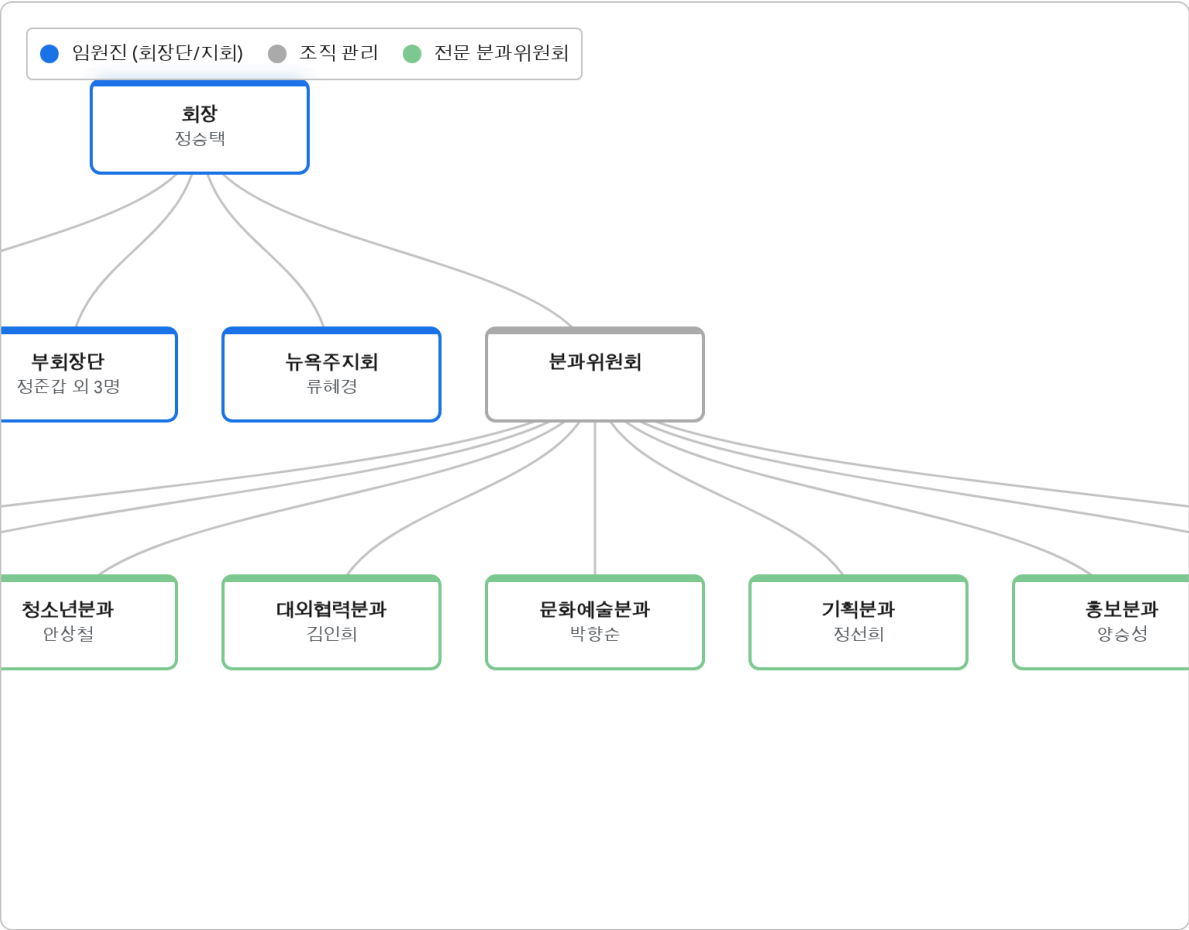 임원진 (회장단/지회)
조직 관리
전문 분과위원회
회장
정승택
부회장단
정준갑 외 3명
뉴욕주지회
류혜경
분과위원회
청소년분과
안상철
대외협력분과
김인희
문화예술분과
박향순
기획분과
정선희
홍보분과
양승성